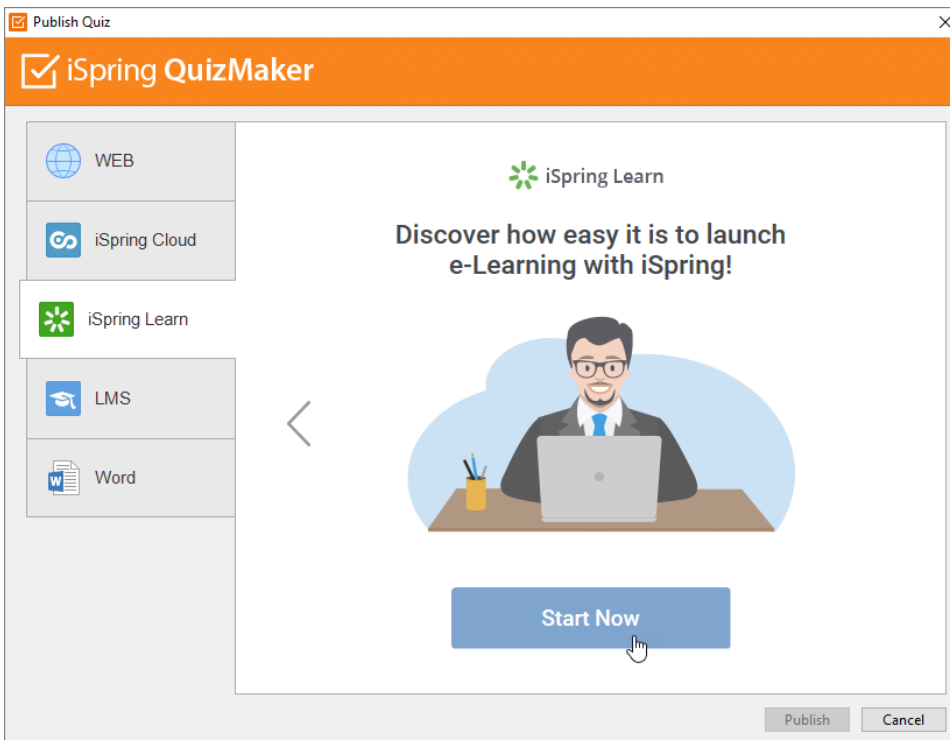 Publish Quiz
iSpring QuizMaker
WEB
iSpring Cloud
iSpring Learn
LMS
Word
W
iSpring Learn
Discover how easy it is to launch
e-Learning with iSpring!
Start Now
Publish
Cancel